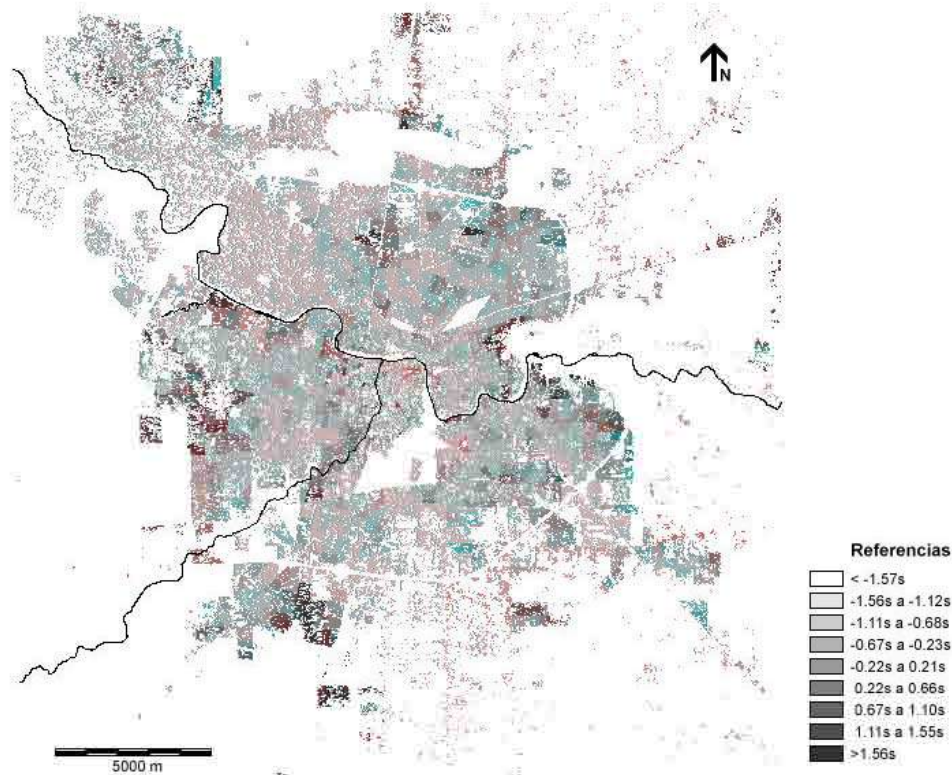 N
Referencias
< -1.57s
-1.56s a -1.12s
-1.11s a -0.68s
-0.67s a -0.23s
-0.22s a 0.21s
0.22s a 0.66s
0.67s a 1.10s
1.11s a 1.55s
>1.56s
5000 m